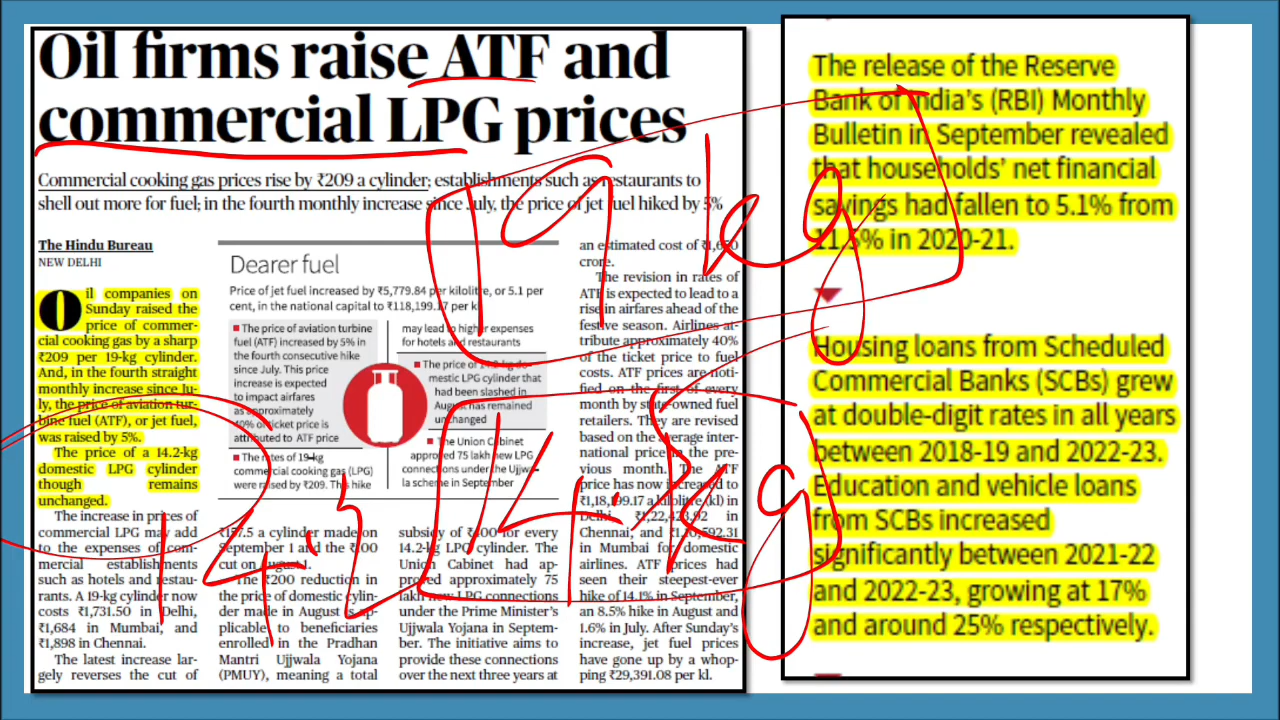 Oil firms raise ATF and
commercial LPG prices
Commercial cooking gas prices rise by ₹209 a cylinder; establishments such as restaurants to
shell out more for fuel; in the fourth monthly increase since July, the price of jet fuel hiked by 5%
The Hindu Bureau
NEW DELHI
Oil companies on
Sunday raised the
price of commer-
cial cooking gas by a sharp
₹209 per 19-kg cylinder.
And, in the fourth straight
monthly increase since Ju-
ly, the price of aviation tur-
bine fuel (ATF), or jet fuel,
was raised by 5%.
The price of a 14.2-kg
domestic LPG cylinder
though remains
unchanged.
The increase in prices of
commercial LPG may add
to the expenses of com-
mercial establishments
such as hotels and restau-
rants. A 19-kg cylinder now
costs ₹1,731.50 in Delhi,
₹1,684 in Mumbai, and
₹1,898 in Chennai.
The latest increase lar-
gely reverses the cut of
Dearer fuel
Price of jet fuel increased by ₹5,779.84 per kilolitre, or 5.1 per
cent, in the national capital to ₹118,199.17 per kl
The price of aviation turbine
fuel (ATF) increased by 5% in
the fourth consecutive hike
since July. This price
increase is expected
to impact airfares
as approximately
40% of ticket price is
attributed to ATF price
The rates of 19-kg
commercial cooking gas (LPG)
were raised by ₹209. This hike
may lead to higher expenses
for hotels and restaurants
The price of 14.2-kg do-
mestic LPG cylinder that
had been slashed in
August has remained
unchanged
The Union Cabinet
approved 75 lakh new LPG
connections under the Ujjwa-
la scheme in September
₹157.5 a cylinder made on
September 1 and the ₹100
cut on August 1.
The ₹200 reduction in
the price of domestic cylin-
der made in August is ap-
plicable to beneficiaries
enrolled in the Pradhan
Mantri Ujjwala Yojana
(PMUY), meaning a total
subsidy of ₹400 for every
14.2-kg LPG cylinder. The
Union Cabinet had ap-
proved approximately 75
lakh new LPG connections
under the Prime Minister's
Ujjwala Yojana in Septem-
ber. The initiative aims to
provide these connections
over the next three years at
an estimated cost of ₹1,650
crore.
The revision in rates of
ATF is expected to lead to a
rise in airfares ahead of the
festive season. Airlines at-
tribute approximately 40%
of the ticket price to fuel
costs. ATF prices are noti-
fied on the first of every
month by state-owned fuel
retailers. They are revised
based on the average inter-
national price in the pre-
vious month. The ATF
price has now increased to
₹1,18,199.17 a kilolitre (kl) in
Delhi, in
Chennai, and
in Mumbai for domestic
airlines. ATF prices had
seen their steepest-ever
hike of 14.1% in September,
an 8.5% hike in August and
1.6% in July. After Sunday's
increase, jet fuel prices
have gone up by a whop-
ping ₹29,391.08 per kl.
19 kg
14.2 kg
The release of the Reserve
Bank of India's (RBI) Monthly
Bulletin in September revealed
that households' net financial
savings had fallen to 5.1% from
11.5% in 2020-21.
Housing loans from Scheduled
Commercial Banks (SCBs) grew
at double-digit rates in all years
between 2018-19 and 2022-23.
Education and vehicle loans
from SCBs increased
significantly between 2021-22
and 2022-23, growing at 17%
and around 25% respectively.